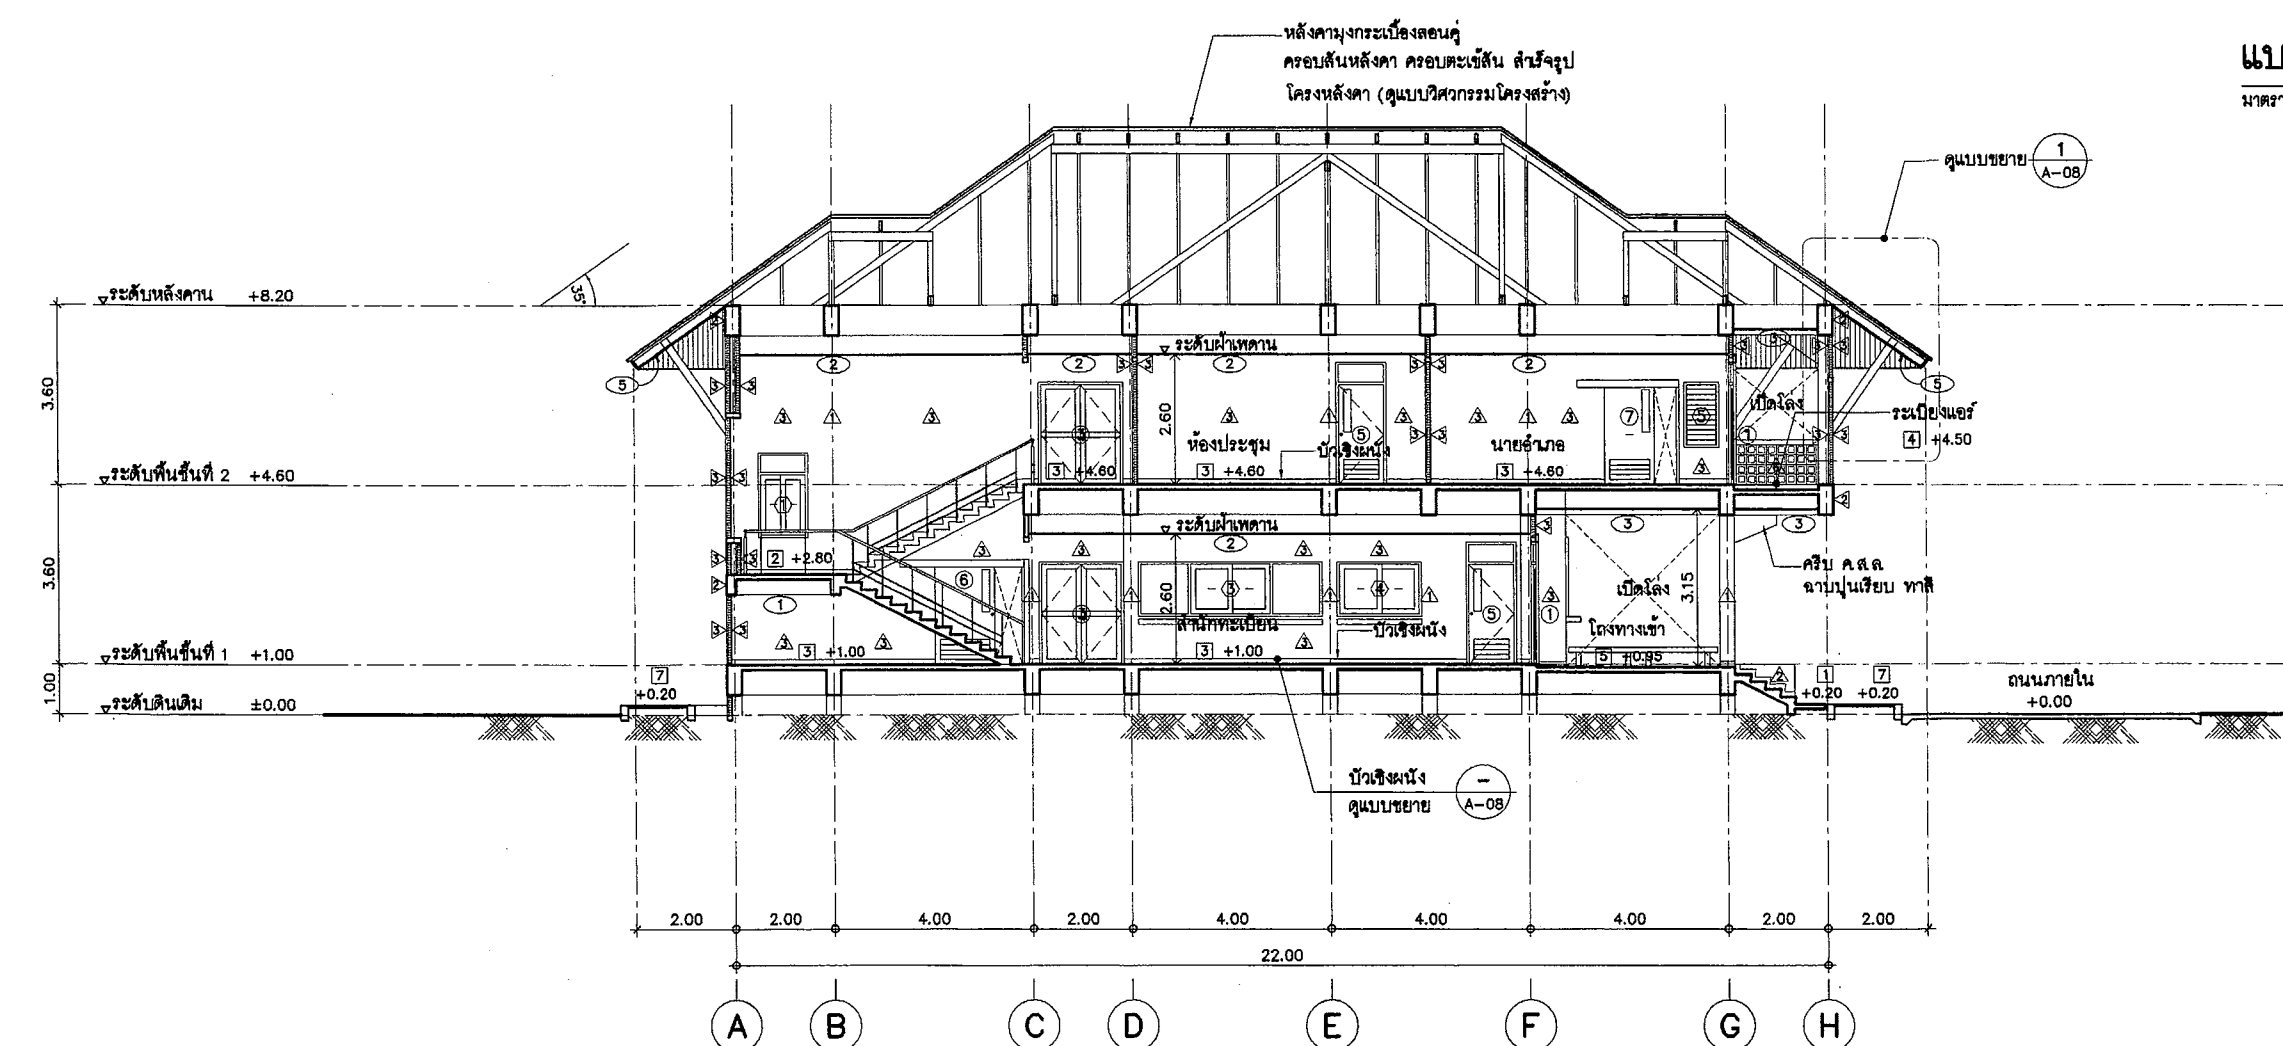 หลังคามุงกระเบื้องลอนคู่
ครอบสันหลังคา ครอบตะเข้สัน สำเร็จรูป
โครงหลังคา (ดูแบบวิศวกรรมโครงสร้าง)
ดูแบบขยาย 1
A-08
35°
ระดับหลังคาน +8.20
ระดับฝ้าเพดาน
2 2 2 2 3
5 5
3.60
2.60
เปิดโล่ง
ระเบียงแอร์
4 +4.50
ห้องประชุม
บัวเชิงผนัง
นายอำเภอ
3 +4.60
3 +4.60
3 +4.60
ระดับพื้นชั้นที่ 2 +4.60
ระดับฝ้าเพดาน
2 3 3
2 +2.80
3.60
2.60
3.15
เปิดโล่ง
ครีบ ค.ส.ล.
ฉาบปูนเรียบ ทาสี
สำนักทะเบียน
บัวเชิงผนัง
โถงทางเข้า
3 +1.00
3 +1.00
5 +0.95
ระดับพื้นชั้นที่ 1 +1.00
1.00
7
+0.20
1 7
+0.20 +0.20
ถนนภายใน
+0.00
ระดับดินเดิม ±0.00
บัวเชิงผนัง
ดูแบบขยาย
–
A-08
2.00 2.00 4.00 2.00 4.00 4.00 4.00 2.00 2.00
22.00
A B C D E F G H